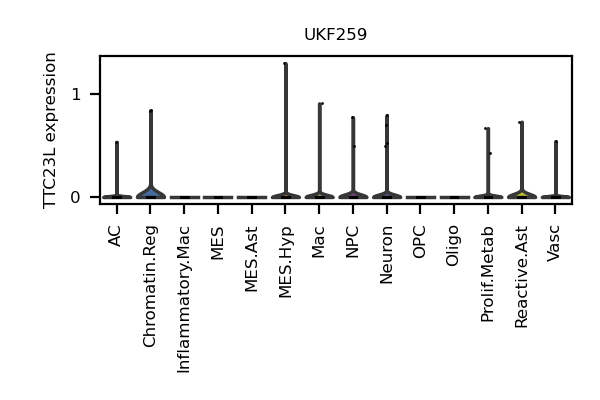 UKF259
TTC23L expression
1
0
AC
Chromatin.Reg
Inflammatory.Mac
MES
MES.Ast
MES.Hyp
Mac
NPC
Neuron
OPC
Oligo
Prolif.Metab
Reactive.Ast
Vasc